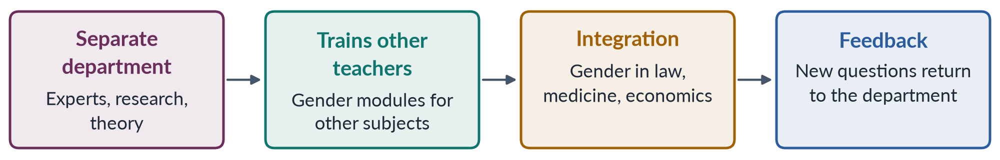 Separate
department
Experts, research,
theory
Trains other
teachers
Gender modules for
other subjects
Integration
Gender in law,
medicine, economics
Feedback
New questions return
to the department